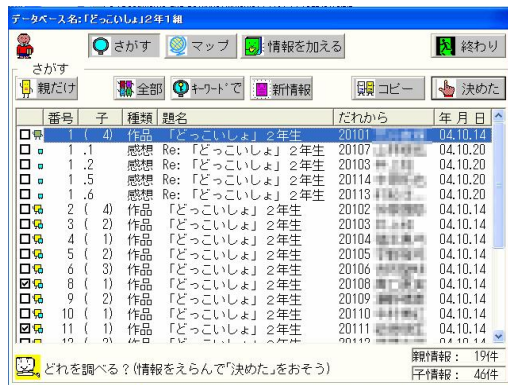 データベース名:「どっこいしょ」2年1組
さがす マップ 情報を加える 終わり
さがす
親だけ 全部 キーワードで 新情報 コピー 決めた
番号 子 種類 題名 だれから 年月日
1 ( 4) 作品 「どっこいしょ」2年生 20101 04.10.14
1 .1 感想 Re: 「どっこいしょ」2年生 20107 04.10.20
1 .2 感想 Re: 「どっこいしょ」2年生 20103 04.10.20
1 .5 感想 Re: 「どっこいしょ」2年生 20114 04.10.20
1 .6 感想 Re: 「どっこいしょ」2年生 20113 04.10.20
2 ( 4) 作品 「どっこいしょ」2年生 20102 04.10.14
3 ( 2) 作品 「どっこいしょ」2年生 20103 04.10.14
4 ( 1) 作品 「どっこいしょ」2年生 20104 04.10.14
5 ( 2) 作品 「どっこいしょ」2年生 20105 04.10.14
6 ( 3) 作品 「どっこいしょ」2年生 20106 04.10.14
8 ( 1) 作品 「どっこいしょ」2年生 20108 04.10.14
9 ( 2) 作品 「どっこいしょ」2年生 20109 04.10.14
10 ( 1) 作品 「どっこいしょ」2年生 20110 04.10.14
11 ( 1) 作品 「どっこいしょ」2年生 20111 04.10.14
どれを調べる?(情報をえらんで「決めた」をおそう)
親情報: 19件
子情報: 46件